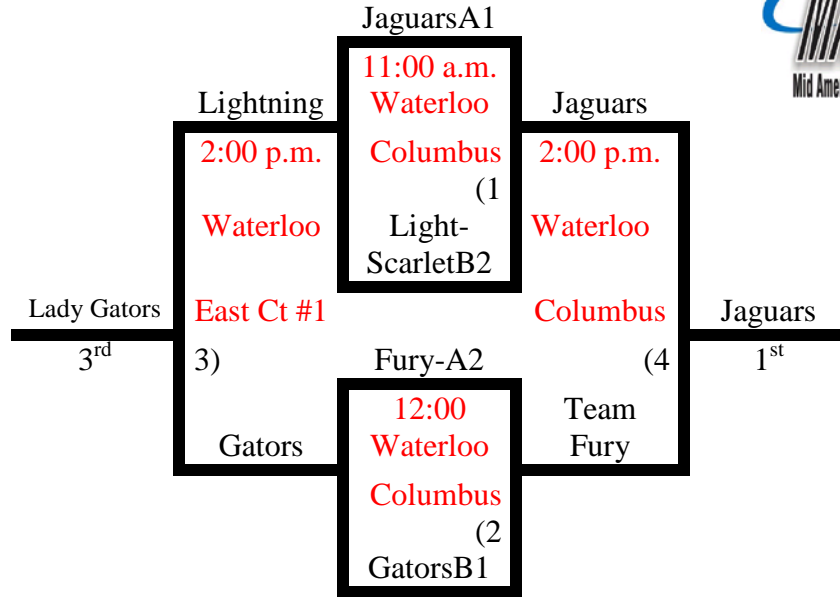 JaguarsA1
11:00 a.m.
Lightning
Waterloo
Jaguars
Mid Ame
2:00 p.m.
Columbus
2:00 p.m.
(1
Waterloo
Light-
Waterloo
ScarletB2
Lady Gators
East Ct #1
Columbus
Jaguars
3rd
3)
Fury-A2
(4
1st
12:00
Team
Gators
Waterloo
Fury
Columbus
(2
GatorsB1